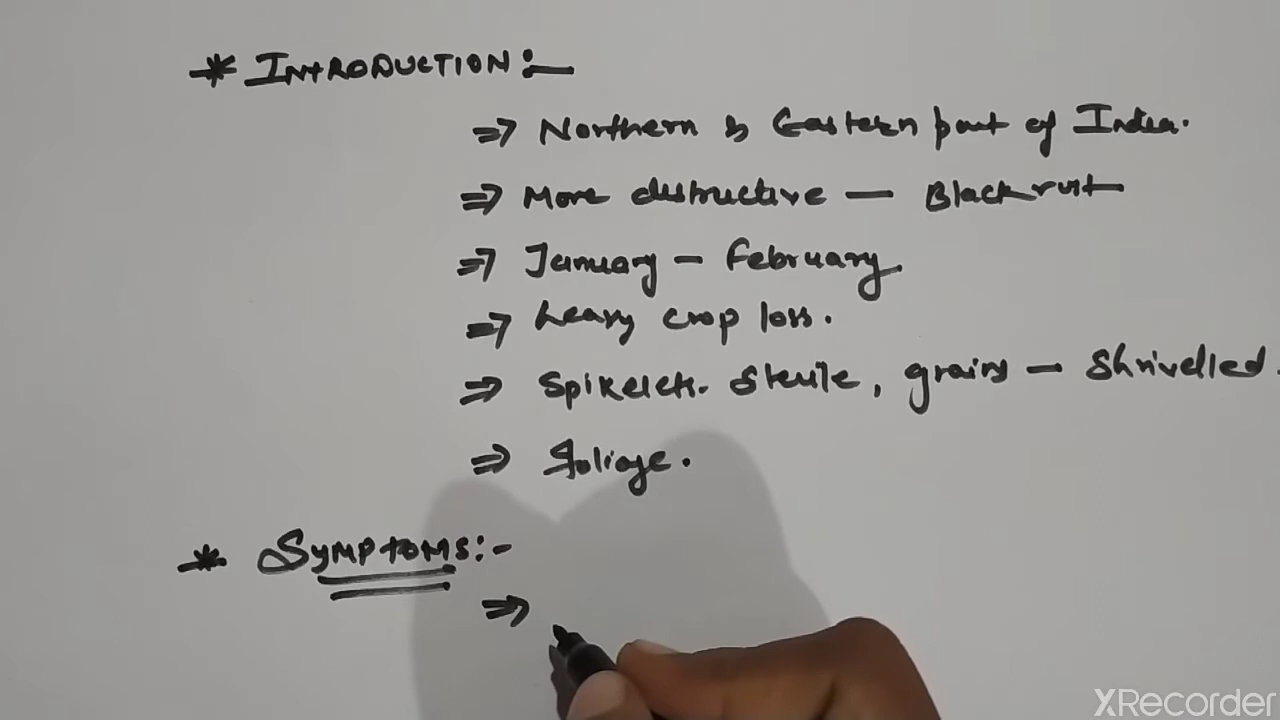 * INTRODUCTION:-
⇒ Northern & Eastern part of India.
⇒ More destructive — Black rust
⇒ January - February
⇒ heavy crop loss.
⇒ Spikelets. Sterile, grains - Shrivelled.
⇒ foliage.
* SYMPTOMS:-
⇒
XRecorder